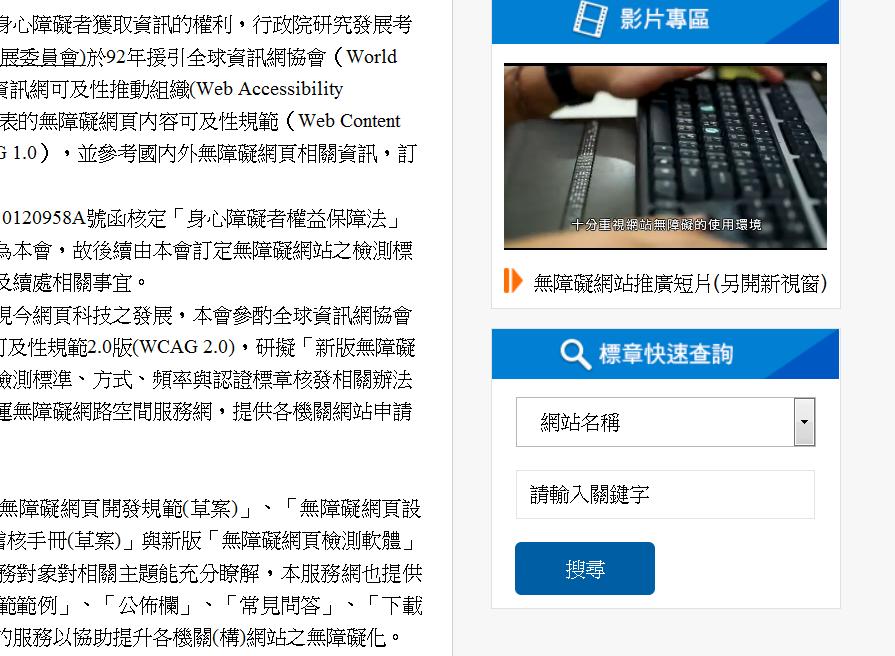 身心障礙者獲取資訊的權利，行政院研究發展考
展委員會)於92年援引全球資訊網協會（World
資訊網可及性推動組織(Web Accessibility
表的無障礙網頁內容可及性規範（Web Content
G 1.0），並參考國內外無障礙網頁相關資訊，訂
0120958A號函核定「身心障礙者權益保障法」
為本會，故後續由本會訂定無障礙網站之檢測標
及續處相關事宜。
現今網頁科技之發展，本會參酌全球資訊網協會
可及性規範2.0版(WCAG 2.0)，研擬「新版無障礙
檢測標準、方式、頻率與認證標章核發相關辦法
運無障礙網路空間服務網，提供各機關網站申請
無障礙網頁開發規範(草案)」、「無障礙網頁設
稽核手冊(草案)」與新版「無障礙網頁檢測軟體」
務對象對相關主題能充分瞭解，本服務網也提供
範範例」、「公佈欄」、「常見問答」、「下載
的服務以協助提升各機關(構)網站之無障礙化。
影片專區
十分重視網站無障礙的使用環境
無障礙網站推廣短片(另開新視窗)
標章快速查詢
網站名稱
請輸入關鍵字
搜尋